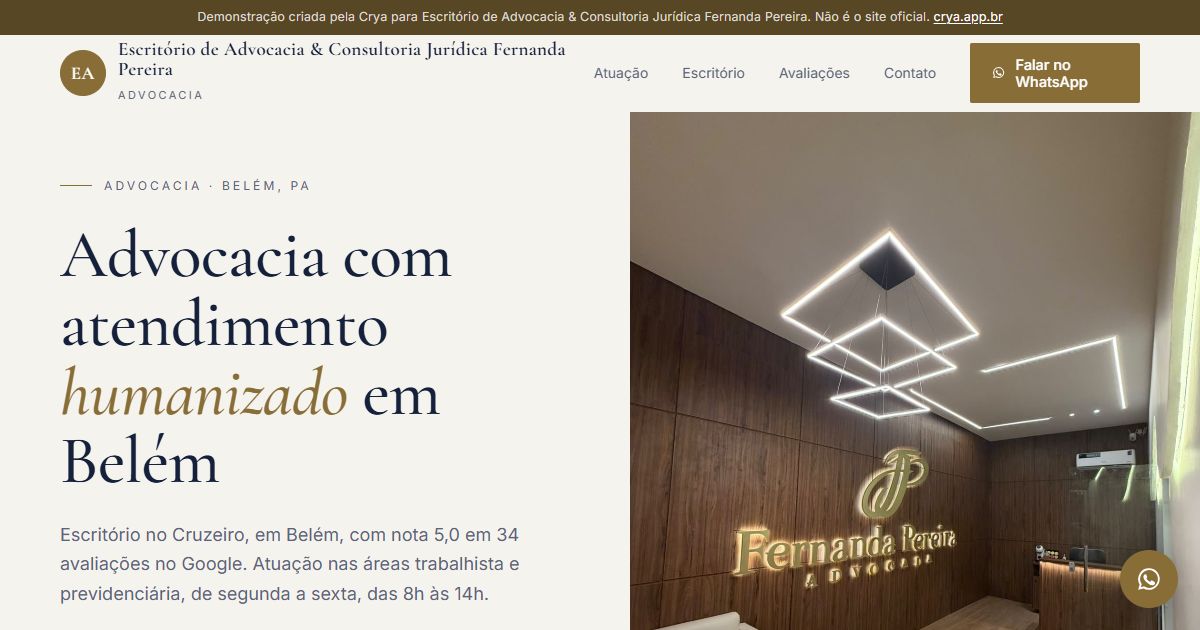 Demonstração criada pela Crya para Escritório de Advocacia & Consultoria Jurídica Fernanda Pereira. Não é o site oficial. crya.app.br
EA
Escritório de Advocacia & Consultoria Jurídica Fernanda
Pereira
ADVOCACIA
Atuação
Escritório
Avaliações
Contato
Falar no
WhatsApp
ADVOCACIA · BELÉM, PA
Advocacia com
atendimento
humanizado em
Belém
Escritório no Cruzeiro, em Belém, com nota 5,0 em 34
avaliações no Google. Atuação nas áreas trabalhista e
previdenciária, de segunda a sexta, das 8h às 14h.
Fernanda Pereira
ADVOGADA